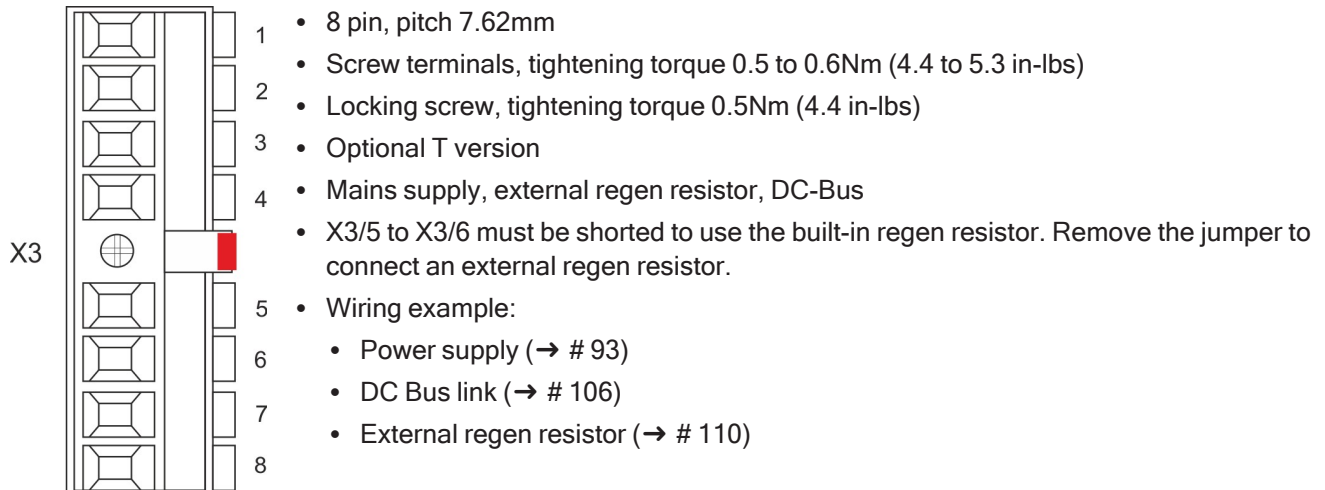 X3
1
2
3
4
5
6
7
8
• 8 pin, pitch 7.62mm
• Screw terminals, tightening torque 0.5 to 0.6Nm (4.4 to 5.3 in-lbs)
• Locking screw, tightening torque 0.5Nm (4.4 in-lbs)
• Optional T version
• Mains supply, external regen resistor, DC-Bus
• X3/5 to X3/6 must be shorted to use the built-in regen resistor. Remove the jumper to
connect an external regen resistor.
• Wiring example:
• Power supply (➜ # 93)
• DC Bus link (➜ # 106)
• External regen resistor (➜ # 110)